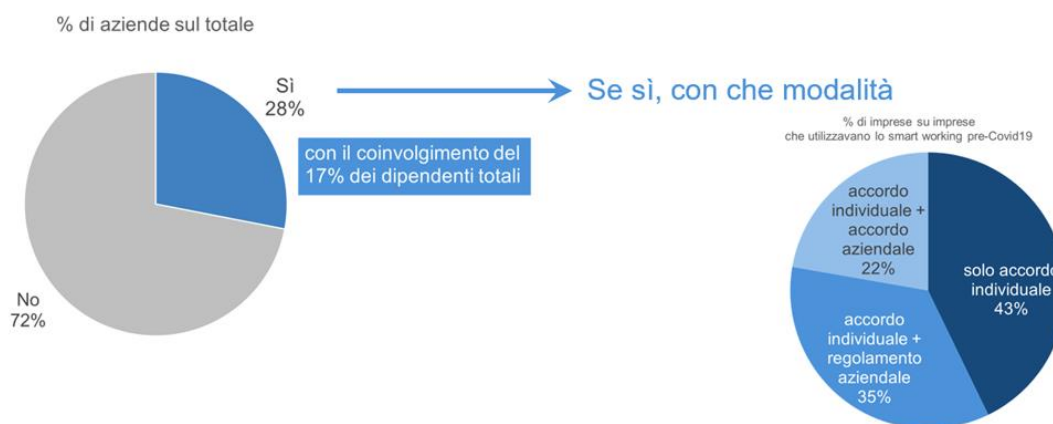 % di aziende sul totale
Sì
28%
Se sì, con che modalità
con il coinvolgimento del
17% dei dipendenti totali
No
72%
% di imprese su imprese
che utilizzavano lo smart working pre-Covid19
accordo
individuale +
accordo
aziendale
22%
solo accordo
individuale
43%
accordo
individuale +
regolamento
aziendale
35%